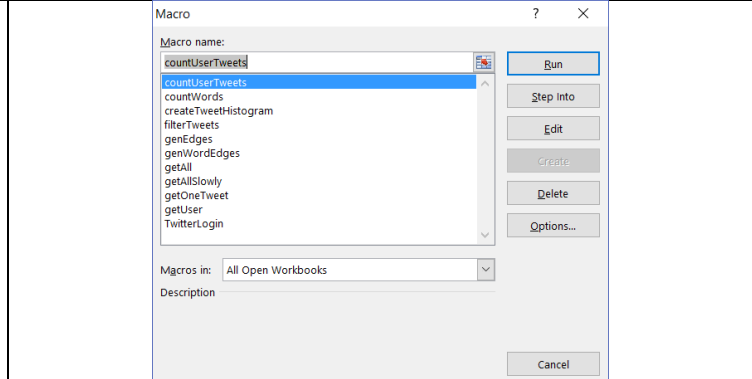 Macro
?
Macro name:
countUserTweets
Run
countUserTweets
countWords
createTweetHistogram
filterTweets
genEdges
genWordEdges
getAll
getAllSlowly
getOneTweet
getUser
TwitterLogin
Step Into
Edit
Create
Delete
Options...
Macros in: All Open Workbooks
Description
Cancel